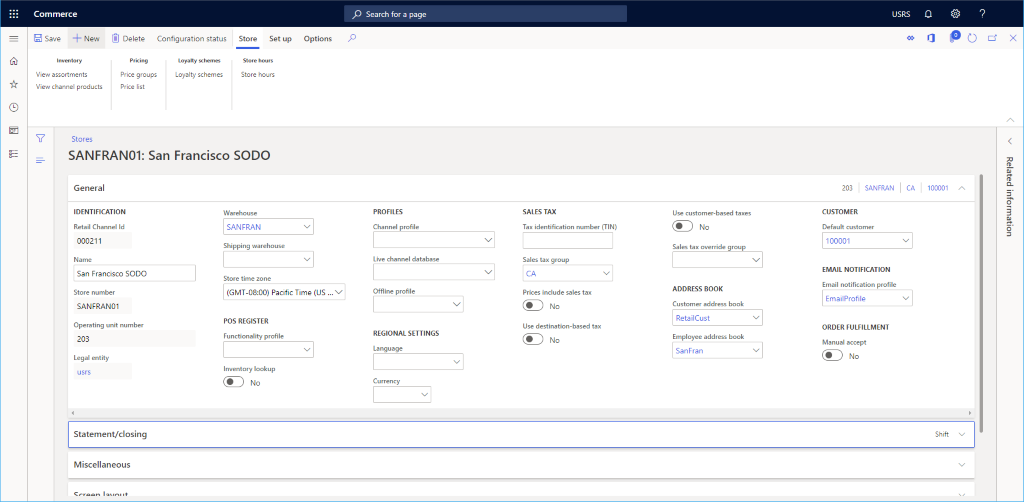 Commerce
Search for a page
USRS
?
Save
New
Delete
Configuration status
Store
Set up
Options
0
Inventory
View assortments
View channel products
Pricing
Price groups
Price list
Loyalty schemes
Loyalty schemes
Store hours
Store hours
Related information
Stores
SANFRAN01: San Francisco SODO
General
203
SANFRAN
CA
100001
IDENTIFICATION
Retail Channel Id
000211
Name
San Francisco SODO
Store number
SANFRAN01
Operating unit number
203
Legal entity
usrs
Warehouse
SANFRAN
Shipping warehouse
Store time zone
(GMT-08:00) Pacific Time (US ...
POS REGISTER
Functionality profile
Inventory lookup
No
PROFILES
Channel profile
Live channel database
Offline profile
REGIONAL SETTINGS
Language
Currency
SALES TAX
Tax identification number (TIN)
Sales tax group
CA
Prices include sales tax
No
Use destination-based tax
No
Use customer-based taxes
No
Sales tax override group
ADDRESS BOOK
Customer address book
RetailCust
Employee address book
SanFran
CUSTOMER
Default customer
100001
EMAIL NOTIFICATION
Email notification profile
EmailProfile
ORDER FULFILLMENT
Manual accept
No
Statement/closing
Shift
Miscellaneous
Screen layout